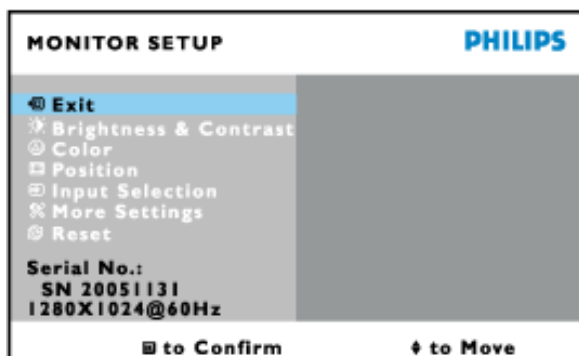 MONITOR SETUP PHILIPS
Exit
Brightness & Contrast
Color
Position
Input Selection
More Settings
Reset
Serial No.:
SN 20051131
1280X1024@60Hz
to Confirm to Move